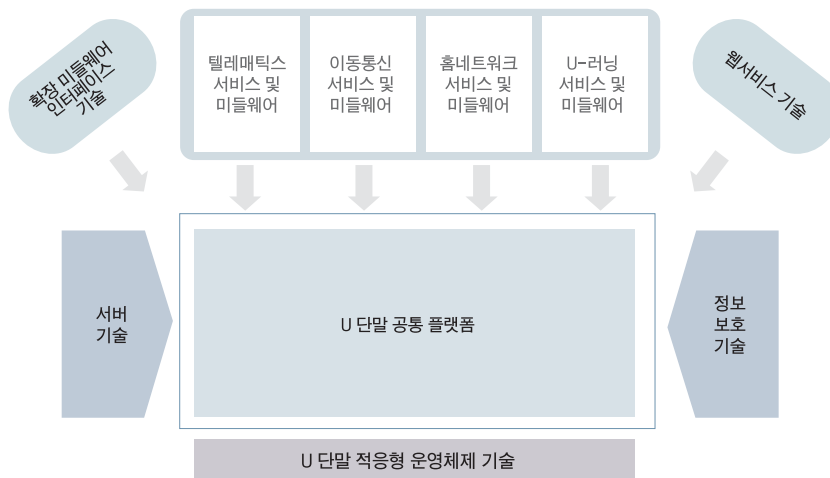 확장 미들웨어
인터페이스
기술
텔레매틱스
서비스 및
미들웨어
이동통신
서비스 및
미들웨어
홈네트워크
서비스 및
미들웨어
U-러닝
서비스 및
미들웨어
웹서비스 기술
서버
기술
U 단말 공통 플랫폼
정보
보호
기술
U 단말 적응형 운영체제 기술